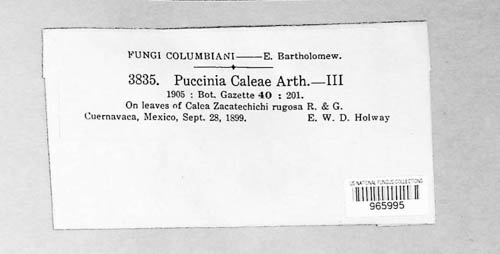 FUNGI COLUMBIANI——E. Bartholomew.
3835. Puccinia Caleae Arth.—III
1905 : Bot. Gazette 40 : 201.
On leaves of Calea Zacatechichi rugosa R. & G.
Cuernavaca, Mexico, Sept. 28, 1899. E. W. D. Holway
US NATIONAL FUNGUS COLLECTIONS
965995